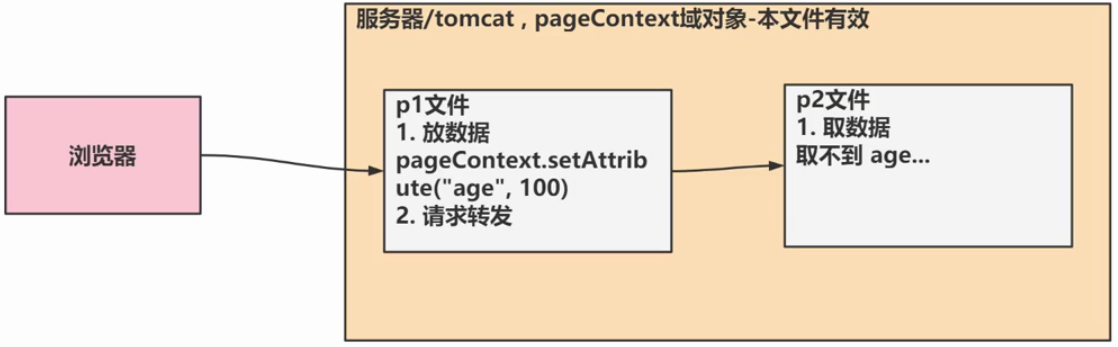 服务器/tomcat , pageContext域对象-本文件有效
浏览器
p1文件
1. 放数据
pageContext.setAttrib
ute("age", 100)
2. 请求转发
p2文件
1. 取数据
取不到 age...